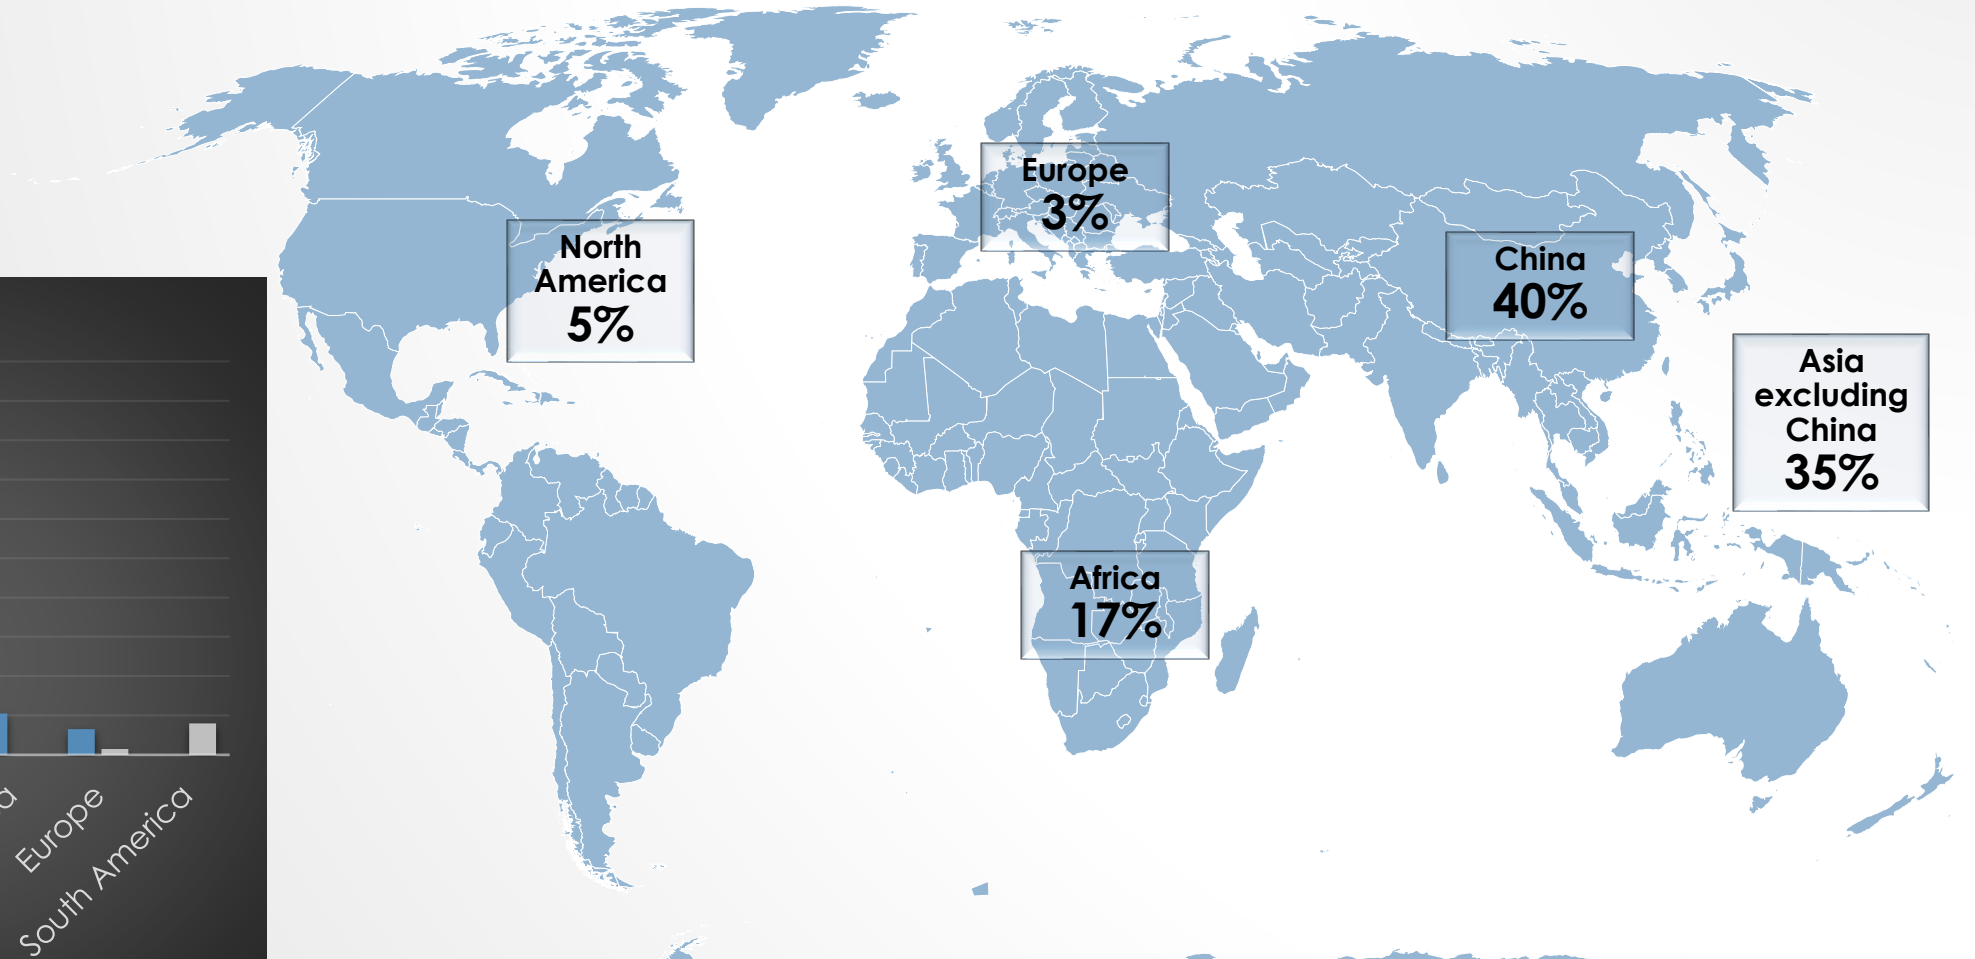 Europe
3%
North
America
5%
China
40%
Asia
excluding
China
35%
Africa
17%
Europe
South America